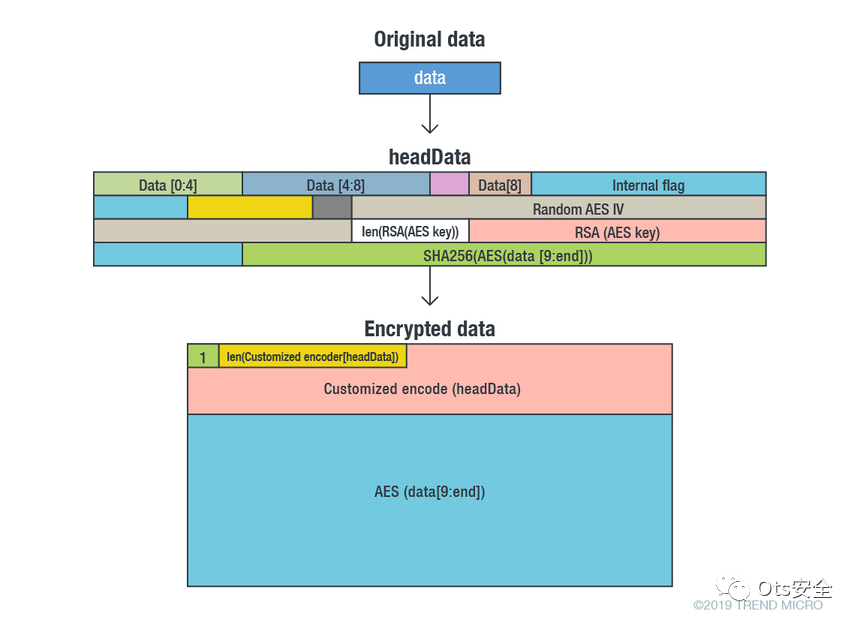 Original data
data
headData
Data [0:4] Data [4:8] Data[8] Internal flag
Random AES IV
len(RSA(AES key)) RSA (AES key)
SHA256(AES(data [9:end]))
Encrypted data
1 len(Customized encoder[headData])
Customized encode (headData)
AES (data[9:end])
Ots安全
©2019 TREND MICRO